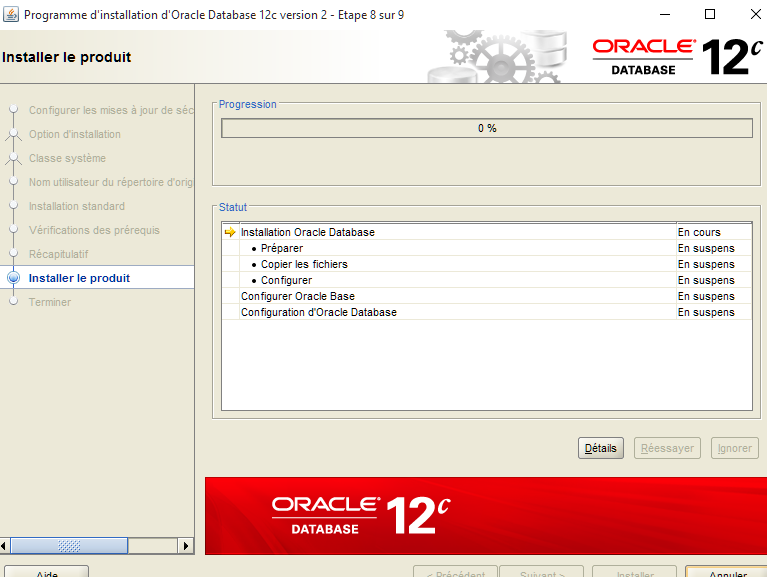 Programme d'installation d'Oracle Database 12c version 2 - Etape 8 sur 9
Installer le produit
ORACLE
DATABASE
12c
Configurer les mises à jour de séc
Option d'installation
Classe système
Nom utilisateur du répertoire d'orig
Installation standard
Vérifications des prérequis
Récapitulatif
Installer le produit
Terminer
Progression
0 %
Statut
Installation Oracle Database En cours
• Préparer En suspens
• Copier les fichiers En suspens
• Configurer En suspens
Configurer Oracle Base En suspens
Configuration d'Oracle Database En suspens
Détails Réessayer Ignorer
ORACLE
DATABASE
12c
Aide < Précédent Suivant > Installer Annuler